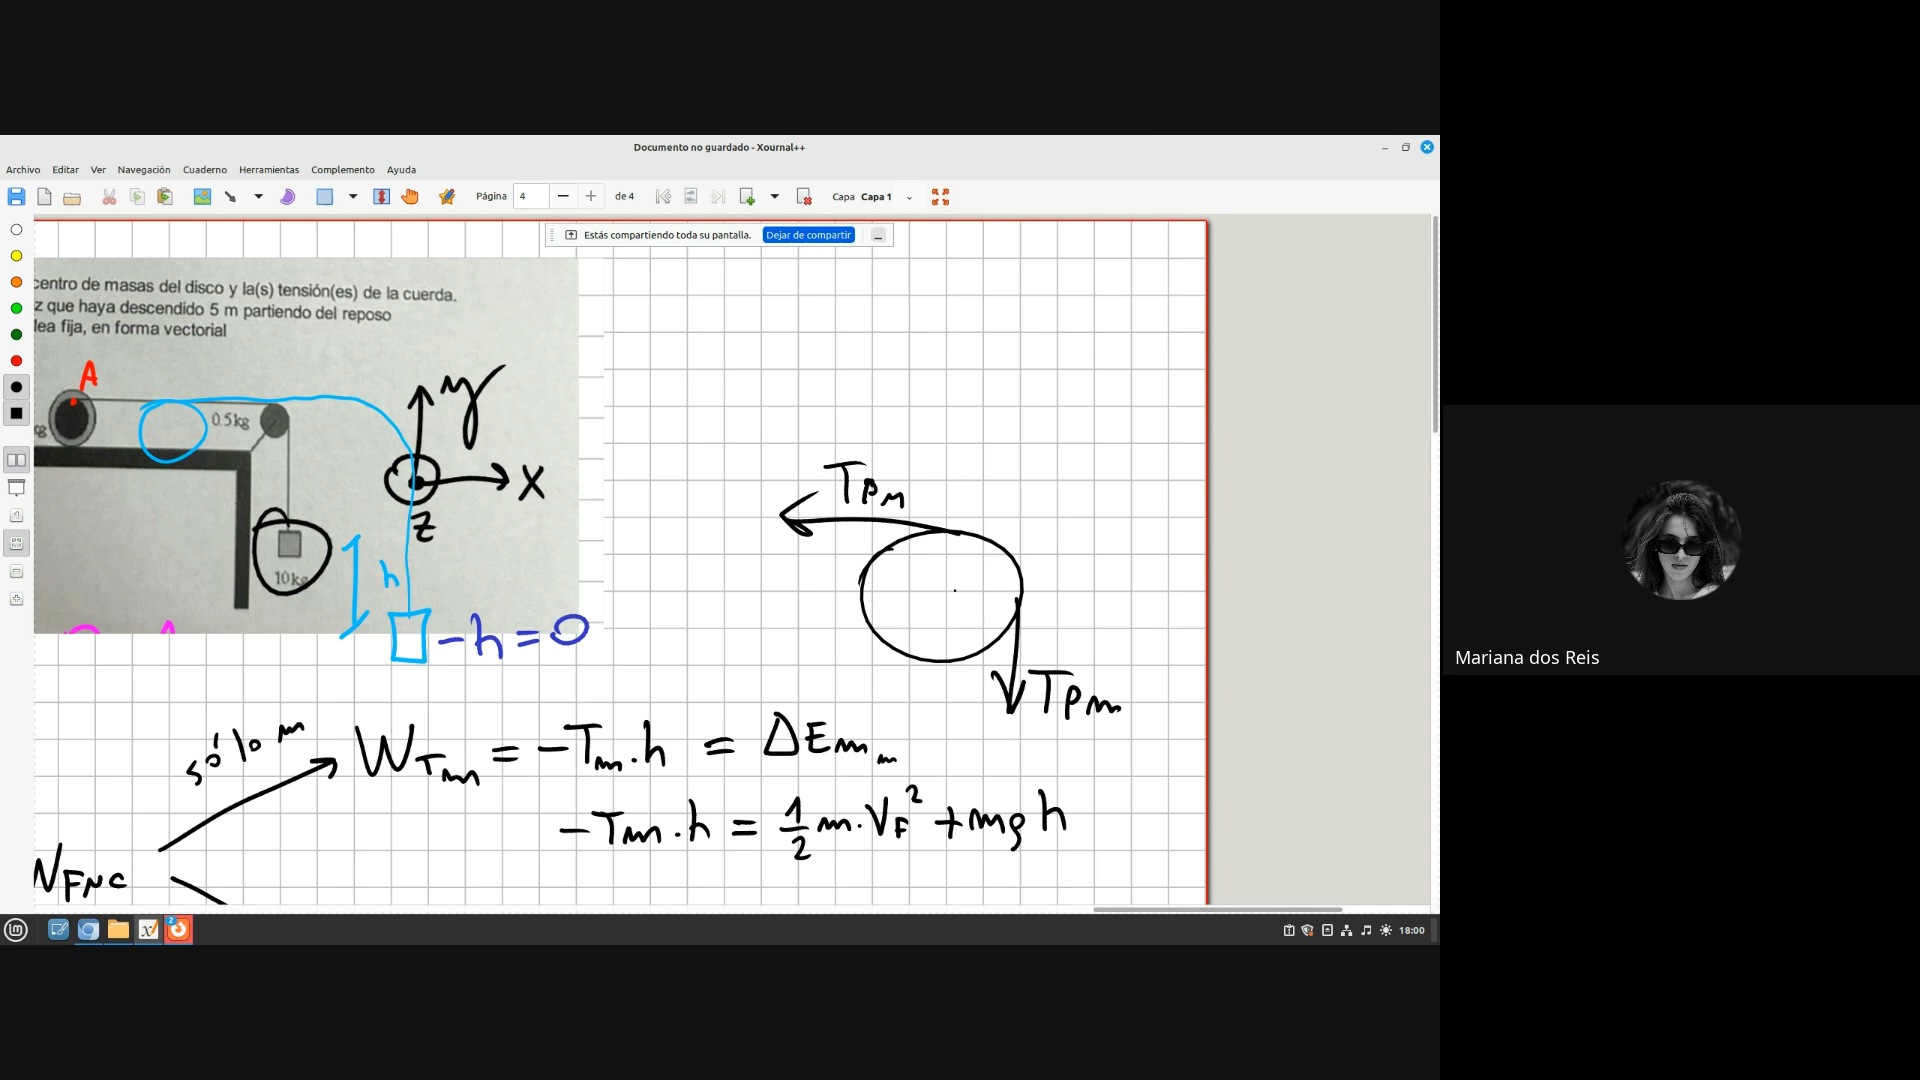 Documento no guardado - Xournal++
Archivo Editar Ver Navegación Cuaderno Herramientas Complemento Ayuda
Página 4 de 4 Capa Capa 1
Estás compartiendo toda su pantalla. Dejar de compartir
centro de masas del disco y la(s) tensión(es) de la cuerda.
z que haya descendido 5 m partiendo del reposo
lea fija, en forma vectorial
A
0.5kg
y
x
z
10kg
h
-h=0
TPM
TPM
sólo m
W_Tm = -Tm.h = ΔEm m
-Tm.h = 1/2 m.VF² + mgh
WFNC
2
18:00
Mariana dos Reis